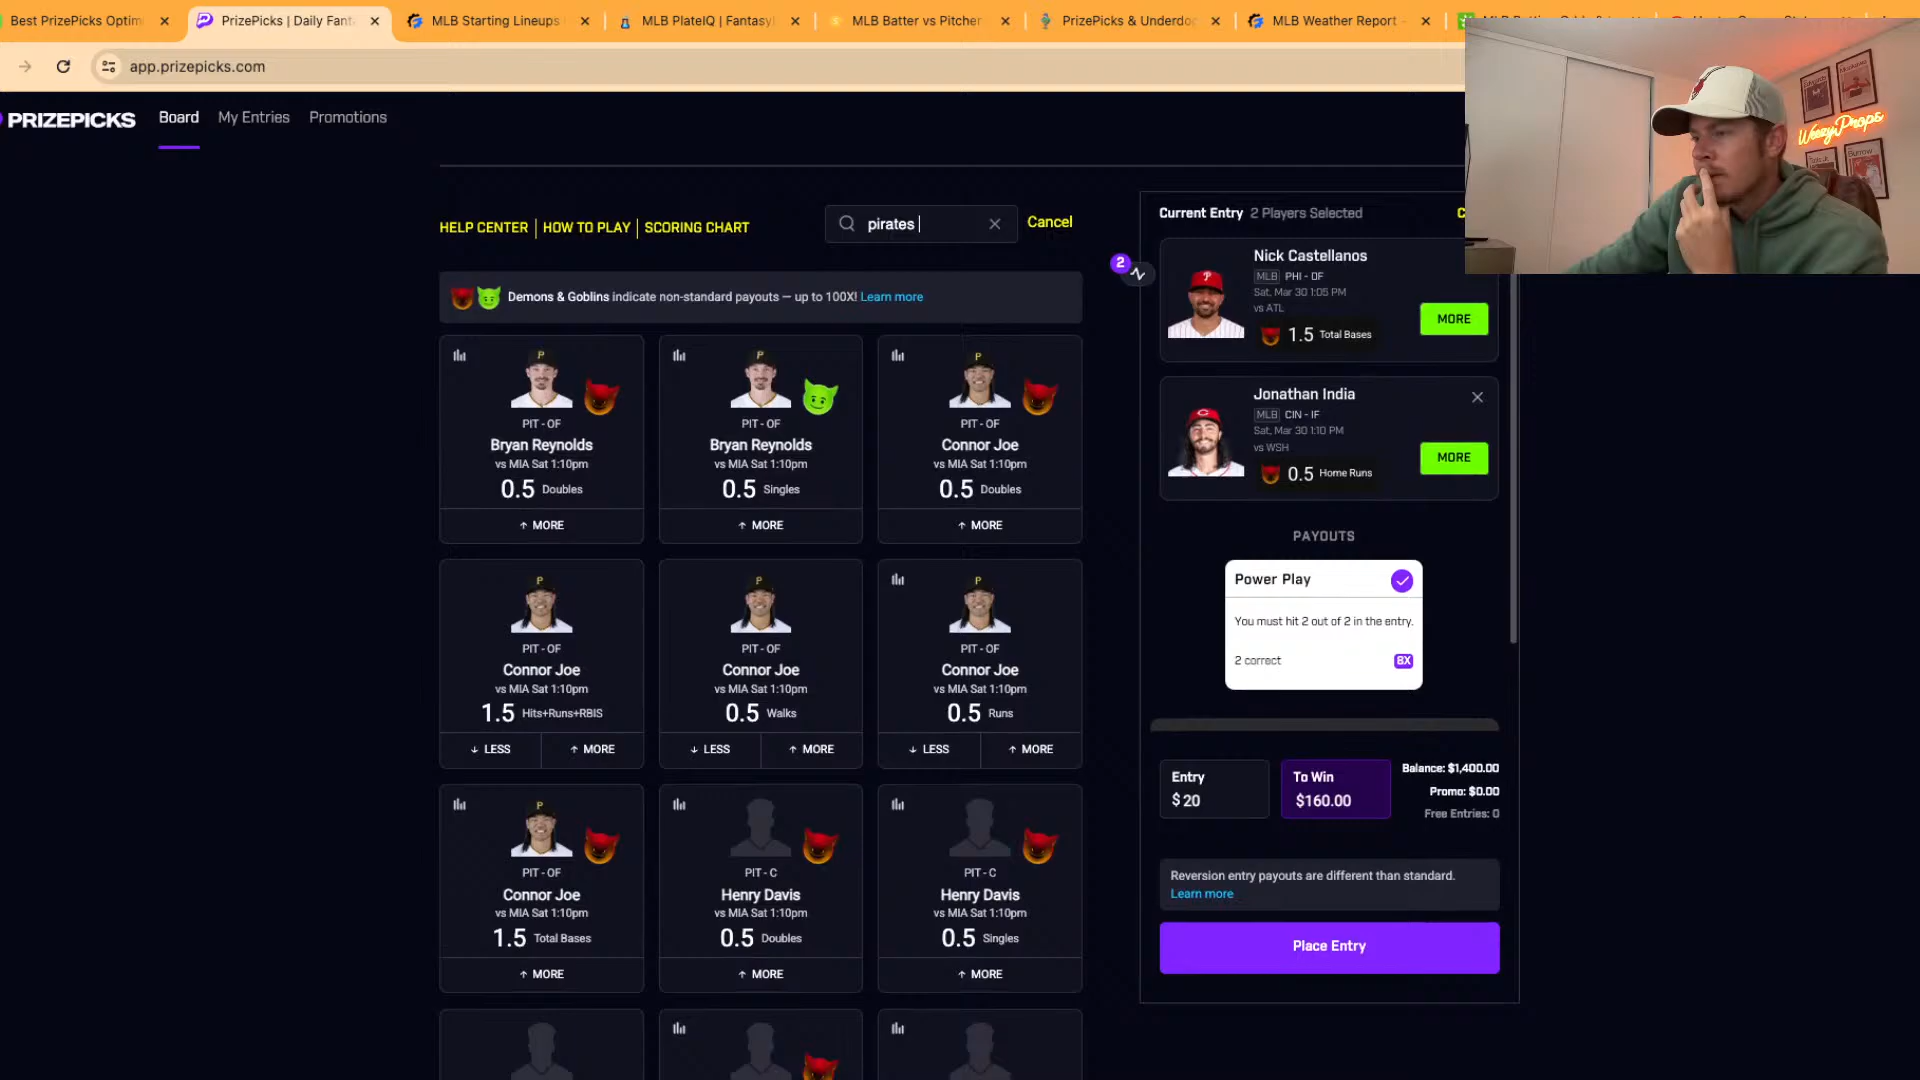 Best PrizePicks Optim
PrizePicks | Daily Fant
MLB Starting Lineups
MLB PlateIQ | Fantasy
MLB Batter vs Pitcher
PrizePicks & Underdo
MLB Weather Report -
app.prizepicks.com
PRIZEPICKS
Board
My Entries
Promotions
HELP CENTER | HOW TO PLAY | SCORING CHART
pirates
Cancel
Demons & Goblins indicate non-standard payouts — up to 100X! Learn more
PIT - OF
Bryan Reynolds
vs MIA Sat 1:10pm
0.5 Doubles
↑ MORE
PIT - OF
Bryan Reynolds
vs MIA Sat 1:10pm
0.5 Singles
↑ MORE
PIT - OF
Connor Joe
vs MIA Sat 1:10pm
0.5 Doubles
↑ MORE
PIT - OF
Connor Joe
vs MIA Sat 1:10pm
1.5 Hits+Runs+RBIS
↓ LESS ↑ MORE
PIT - OF
Connor Joe
vs MIA Sat 1:10pm
0.5 Walks
↓ LESS ↑ MORE
PIT - OF
Connor Joe
vs MIA Sat 1:10pm
0.5 Runs
↓ LESS ↑ MORE
PIT - OF
Connor Joe
vs MIA Sat 1:10pm
1.5 Total Bases
↑ MORE
PIT - C
Henry Davis
vs MIA Sat 1:10pm
0.5 Doubles
↑ MORE
PIT - C
Henry Davis
vs MIA Sat 1:10pm
0.5 Singles
↑ MORE
Current Entry 2 Players Selected
2
Nick Castellanos
MLB PHI - OF
Sat, Mar 30 1:05 PM
vs ATL
1.5 Total Bases
MORE
Jonathan India
MLB CIN - IF
Sat, Mar 30 1:10 PM
vs WSH
0.5 Home Runs
MORE
PAYOUTS
Power Play
You must hit 2 out of 2 in the entry.
2 correct 8X
Entry
$ 20
To Win
$160.00
Balance: $1,400.00
Promo: $0.00
Free Entries: 0
Reversion entry payouts are different than standard.
Learn more
Place Entry
WeezyProps
Burrow